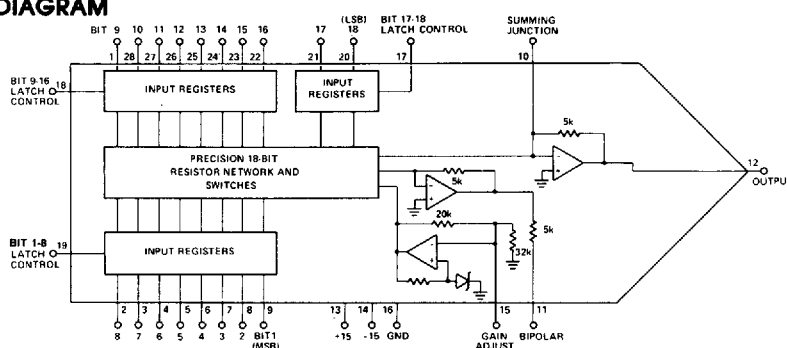 DIAGRAM
BIT 9 10 11 12 13 14 15 16
17 (LSB) 18
BIT 17-18 LATCH CONTROL
SUMMING JUNCTION
1 28 27 26 25 24 23 22
21 20 17 10
BIT 9-16 LATCH CONTROL
18
INPUT REGISTERS
INPUT REGISTERS
5k
PRECISION 18-BIT
RESISTOR NETWORK AND
SWITCHES
12
OUTPUT
5k
20k
5k
32k
BIT 1-8 LATCH CONTROL
19
INPUT REGISTERS
2 3 4 5 6 7 8 9
13 14 16 15 11
8 7 6 5 4 3 2 BIT 1 (MSB)
+15 -15 GND GAIN ADJUST BIPOLAR